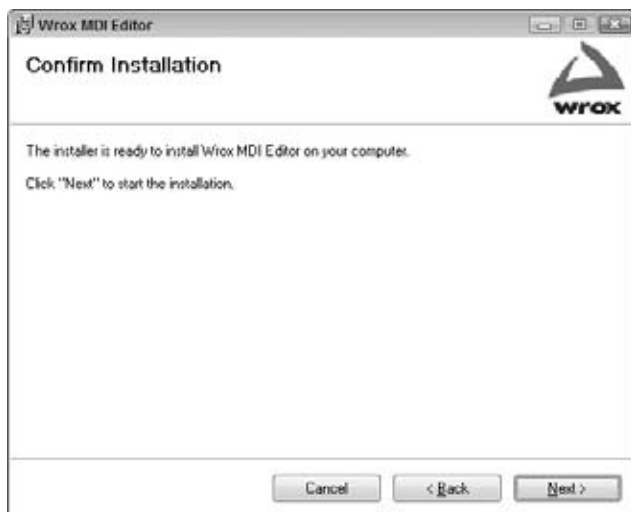 Wrox MDI Editor
Confirm Installation
wrox
The installer is ready to install Wrox MDI Editor on your computer.
Click "Next" to start the installation.
Cancel
< Back
Next >